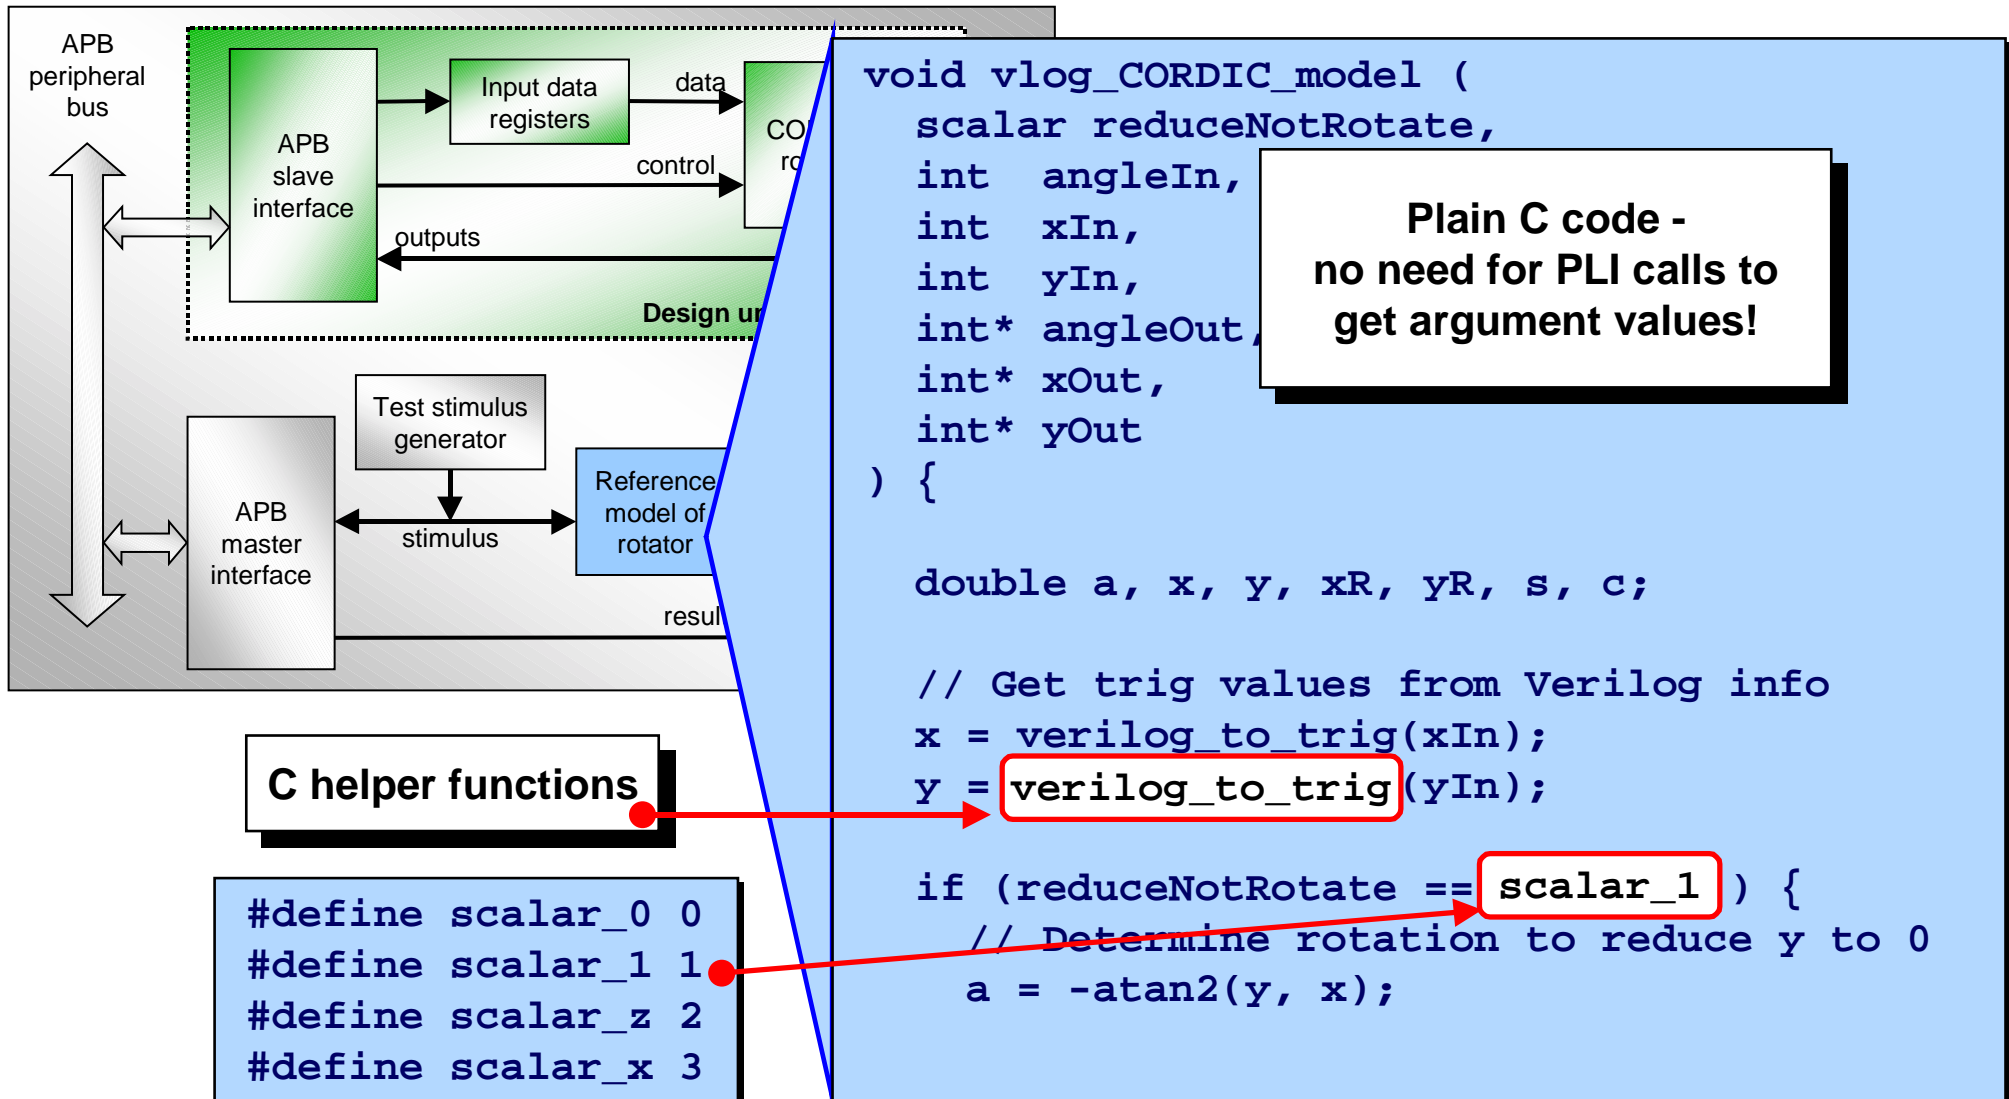 APB
peripheral
bus
APB
slave
interface
Input data
registers
data
control
outputs
Design
Test stimulus
generator
APB
master
interface
stimulus
Reference
model of
rotator
void vlog_CORDIC_model (
scalar reduceNotRotate,
int angleIn,
int xIn,
int yIn,
int* angleOut,
int* xOut,
int* yOut
) {
Plain C code -
no need for PLI calls to
get argument values!
double a, x, y, xR, yR, s, c;
// Get trig values from Verilog info
x = verilog_to_trig(xIn);
y = verilog_to_trig(yIn);
if (reduceNotRotate == scalar_1 ) {
// Determine rotation to reduce y to 0
a = -atan2(y, x);
C helper functions
#define scalar_0 0
#define scalar_1 1
#define scalar_z 2
#define scalar_x 3